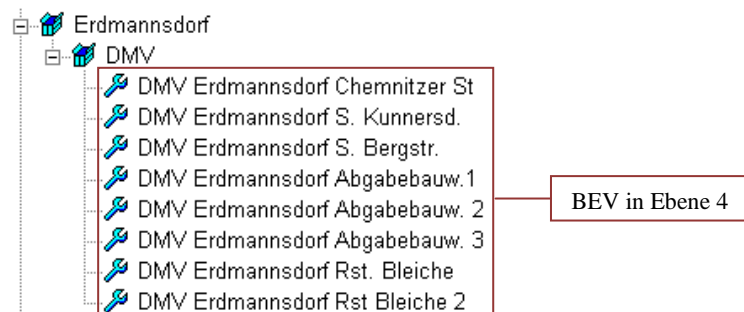 Erdmannsdorf
DMV
DMV Erdmannsdorf Chemnitzer St
DMV Erdmannsdorf S. Kunnersd.
DMV Erdmannsdorf S. Bergstr.
DMV Erdmannsdorf Abgabebauw.1
DMV Erdmannsdorf Abgabebauw. 2
DMV Erdmannsdorf Abgabebauw. 3
DMV Erdmannsdorf Rst. Bleiche
DMV Erdmannsdorf Rst Bleiche 2
BEV in Ebene 4